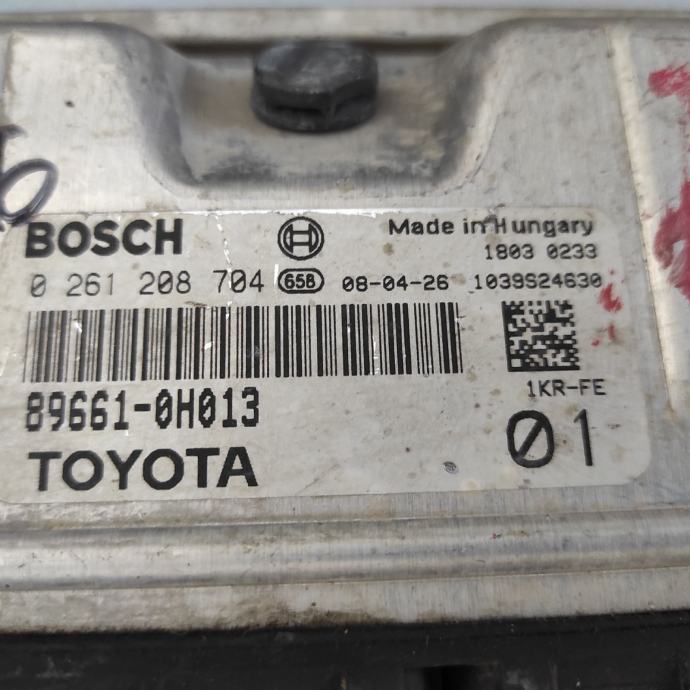 BOSCH
Made in Hungary
1803 0233
0 261 208 704 65B 08-04-26 1039S24630
1KR-FE
89661-0H013
01
TOYOTA